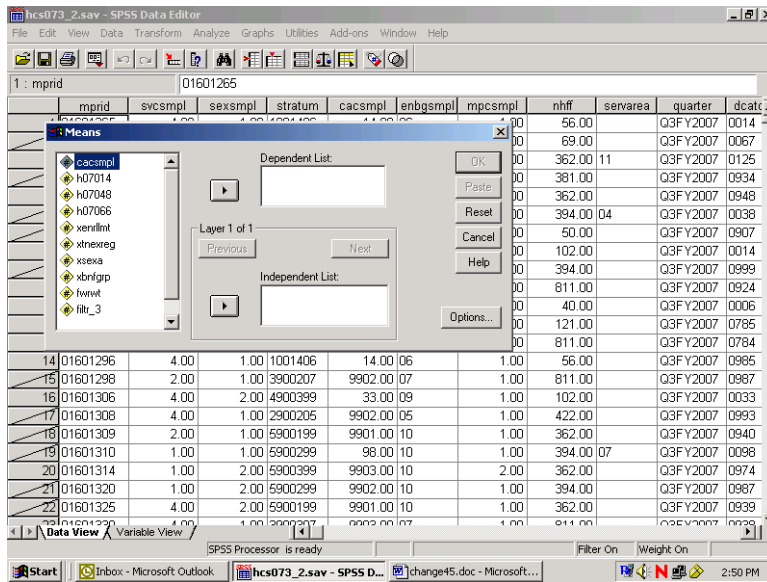 hcs073_2.sav - SPSS Data Editor
File Edit View Data Transform Analyze Graphs Utilities Add-ons Window Help
1 : mprid 01601265
mprid svcsmpl sexsmpl stratum cacsmpl enbgsmpl mpcsmpl nhff servarea quarter dcatc
56.00 Q3FY2007 0014
Means
69.00 Q3FY2007 0067
cacsmpl Dependent List: OK
362.00 11 Q3FY2007 0125
h07014
381.00 Q3FY2007 0934
h07048 Paste
362.00 Q3FY2007 0948
h07066 Reset
394.00 04 Q3FY2007 0038
xenrllmt Layer 1 of 1 Cancel
50.00 Q3FY2007 0907
xtnexreg Previous Next
102.00 Q3FY2007 0014
xsexa Help
394.00 Q3FY2007 0999
xbnfgrp Independent List:
811.00 Q3FY2007 0924
fwrwt
40.00 Q3FY2007 0006
filtr_3 Options...
121.00 Q3FY2007 0785
811.00 Q3FY2007 0784
14 01601296 4.00 1.00 1001406 14.00 06 1.00 56.00 Q3FY2007 0985
15 01601298 2.00 1.00 3900207 9902.00 07 1.00 811.00 Q3FY2007 0987
16 01601306 4.00 2.00 4900399 33.00 09 1.00 102.00 Q3FY2007 0033
17 01601308 4.00 1.00 2900205 9902.00 05 1.00 422.00 Q3FY2007 0993
18 01601309 2.00 1.00 5900199 9901.00 10 1.00 362.00 Q3FY2007 0940
19 01601310 1.00 1.00 5900299 98.00 10 1.00 394.00 07 Q3FY2007 0098
20 01601314 1.00 2.00 5900399 9903.00 10 2.00 362.00 Q3FY2007 0974
21 01601320 1.00 2.00 5900299 9902.00 10 1.00 394.00 Q3FY2007 0987
22 01601325 4.00 2.00 5900199 9901.00 10 1.00 362.00 Q3FY2007 0939
Data View Variable View
SPSS Processor is ready Filter On Weight On
Start Inbox - Microsoft Outlook hcs073_2.sav - SPSS D... change45.doc - Microsoft... 2:50 PM